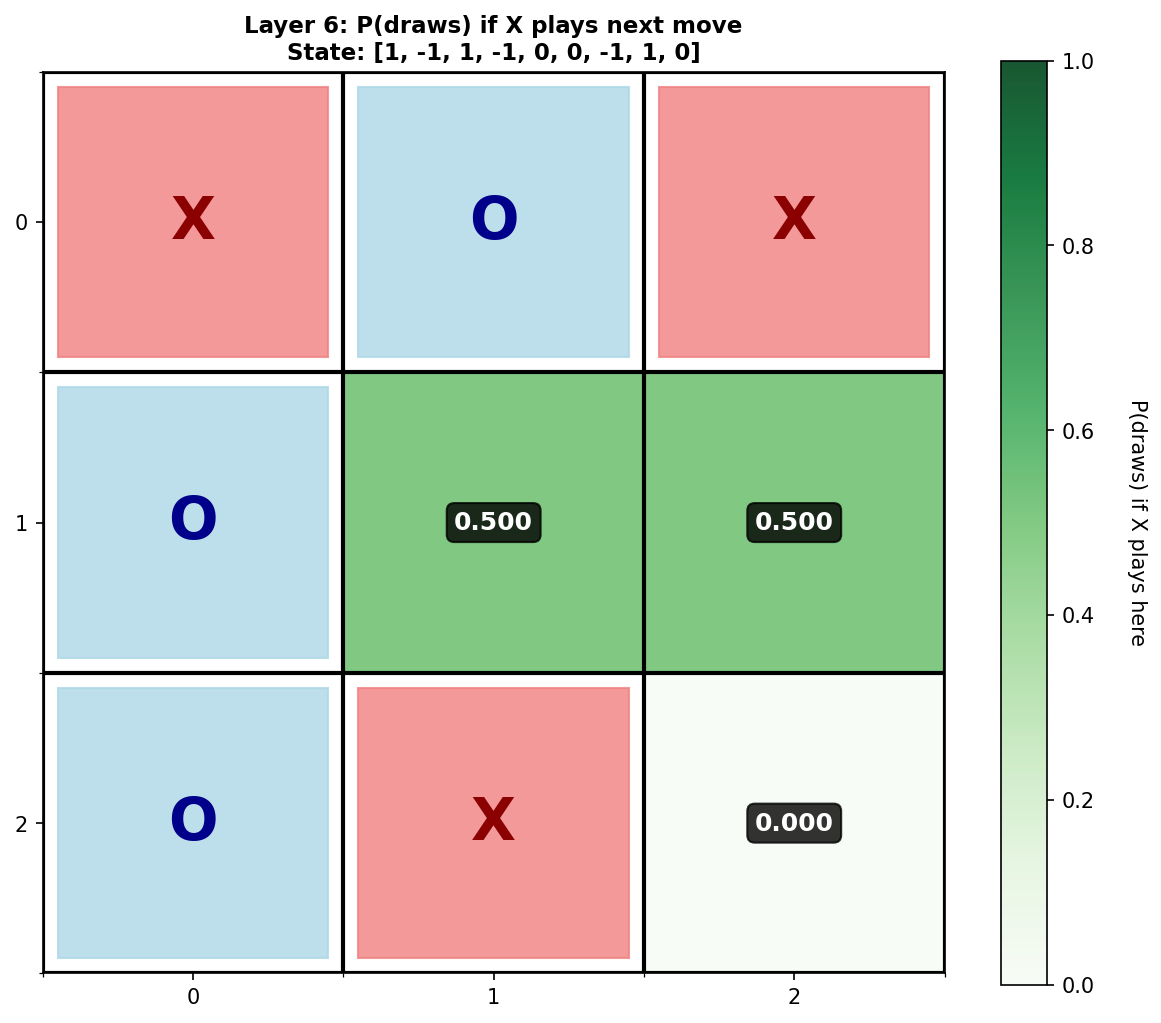 Layer 6: P(draws) if X plays next move
State: [1, -1, 1, -1, 0, 0, -1, 1, 0]
X O X
O 0.500 0.500
O X 0.000
0
1
2
0 1 2
1.0
0.8
0.6
0.4
0.2
0.0
P(draws) if X plays here